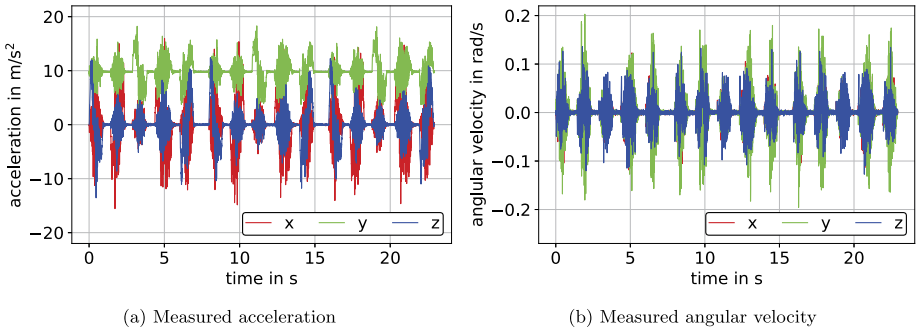 20
10
0
−10
−20
acceleration in m/s²
0 5 10 15 20
time in s
x y z
(a) Measured acceleration
0.2
0.1
0.0
−0.1
−0.2
anglular velocity in rad/s
0 5 10 15 20
time in s
x y z
(b) Measured angular velocity